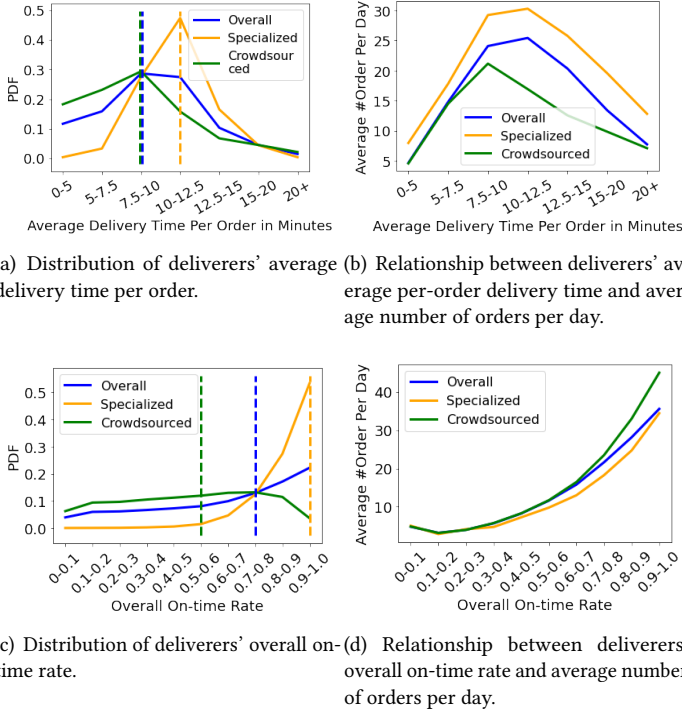 0.5
0.4
0.3
0.2
0.1
0.0
PDF
Overall
Specialized
Crowdsour
ced
0-5
5-7.5
7.5-10
10-12.5
12.5-15
15-20
20+
Average Delivery Time Per Order in Minutes
30
25
20
15
10
5
Average #Order Per Day
Overall
Specialized
Crowdsourced
0-5
5-7.5
7.5-10
10-12.5
12.5-15
15-20
20+
Average Delivery Time Per Order in Minutes
a) Distribution of deliverers’ average
delivery time per order.
(b) Relationship between deliverers’ av-
erage per-order delivery time and aver-
age number of orders per day.
0.5
0.4
0.3
0.2
0.1
0.0
PDF
Overall
Specialized
Crowdsourced
0-0.1
0.1-0.2
0.2-0.3
0.3-0.4
0.4-0.5
0.5-0.6
0.6-0.7
0.7-0.8
0.8-0.9
0.9-1.0
Overall On-time Rate
40
30
20
10
Average #Order Per Day
Overall
Specialized
Crowdsourced
0-0.1
0.1-0.2
0.2-0.3
0.3-0.4
0.4-0.5
0.5-0.6
0.6-0.7
0.7-0.8
0.8-0.9
0.9-1.0
Overall On-time Rate
c) Distribution of deliverers’ overall on-
time rate.
(d) Relationship between deliverers
overall on-time rate and average number
of orders per day.